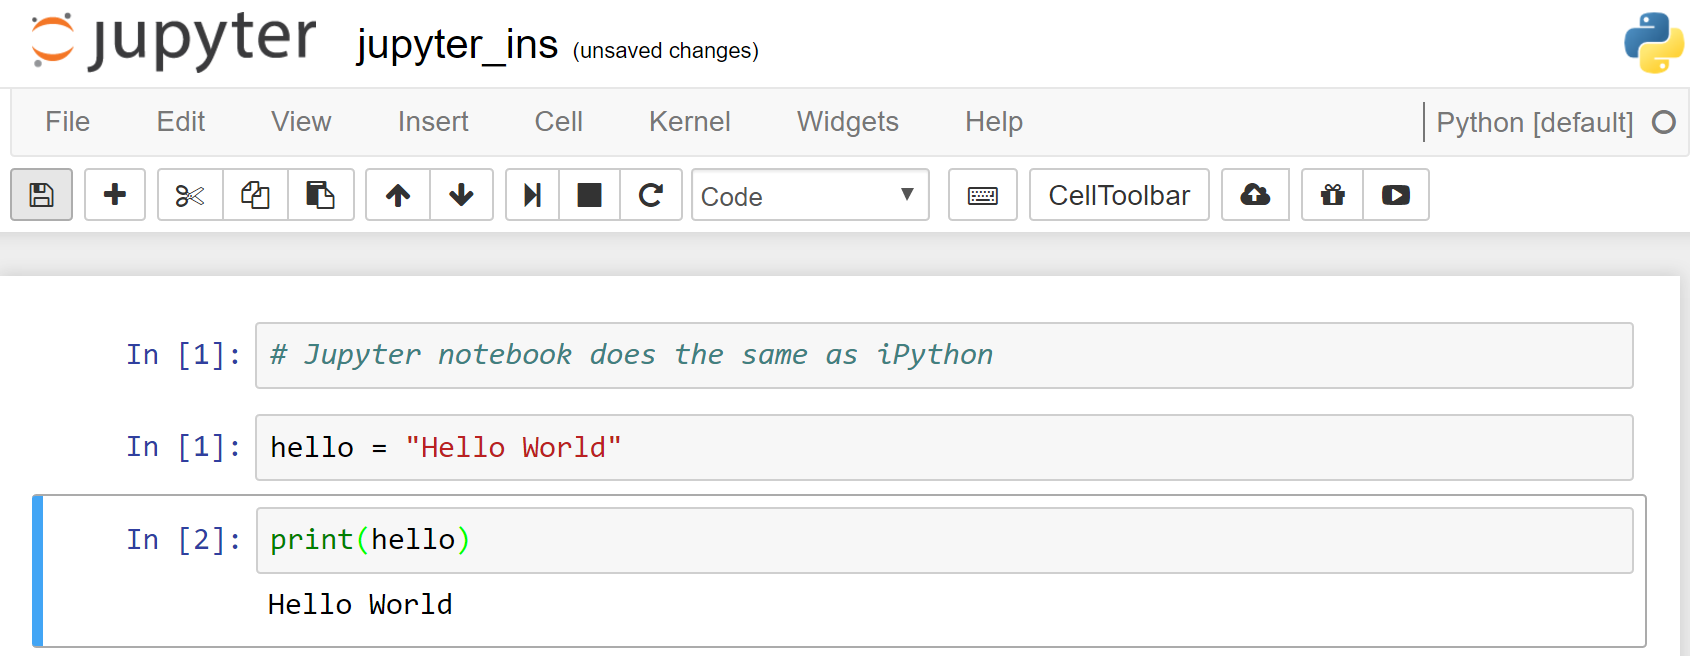 jupyter jupyter_ins (unsaved changes)
File Edit View Insert Cell Kernel Widgets Help Python [default]
Code CellToolbar
In [1]: # Jupyter notebook does the same as iPython
In [1]: hello = "Hello World"
In [2]: print(hello)
Hello World